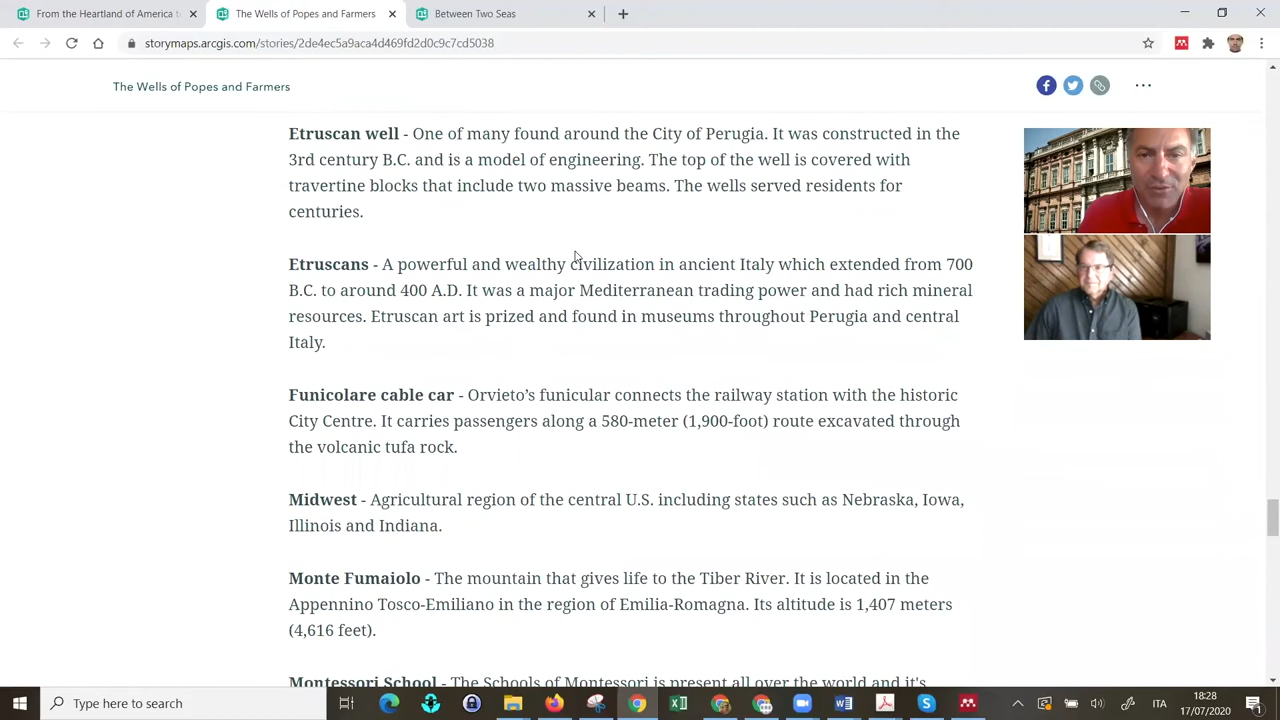 From the Heartland of America t
The Wells of Popes and Farmers
Between Two Seas
storymaps.arcgis.com/stories/2de4ec5a9aca4d469fd2d0c9c7cd5038
The Wells of Popes and Farmers
Etruscan well - One of many found around the City of Perugia. It was constructed in the
3rd century B.C. and is a model of engineering. The top of the well is covered with
travertine blocks that include two massive beams. The wells served residents for
centuries.
Etruscans - A powerful and wealthy civilization in ancient Italy which extended from 700
B.C. to around 400 A.D. It was a major Mediterranean trading power and had rich mineral
resources. Etruscan art is prized and found in museums throughout Perugia and central
Italy.
Funicolare cable car - Orvieto’s funicular connects the railway station with the historic
City Centre. It carries passengers along a 580-meter (1,900-foot) route excavated through
the volcanic tufa rock.
Midwest - Agricultural region of the central U.S. including states such as Nebraska, Iowa,
Illinois and Indiana.
Monte Fumaiolo - The mountain that gives life to the Tiber River. It is located in the
Appennino Tosco-Emiliano in the region of Emilia-Romagna. Its altitude is 1,407 meters
(4,616 feet).
Montessori School - The Schools of Montessori is present all over the world and it's
Type here to search
ITA
18:28
17/07/2020